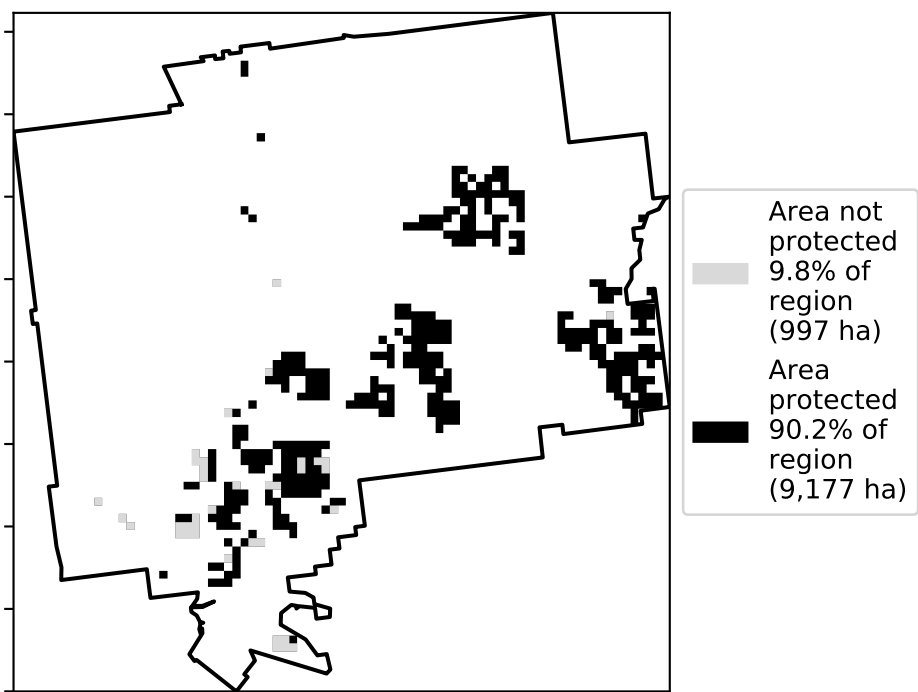 Area not
protected
9.8% of
region
(997 ha)
Area
protected
90.2% of
region
(9,177 ha)